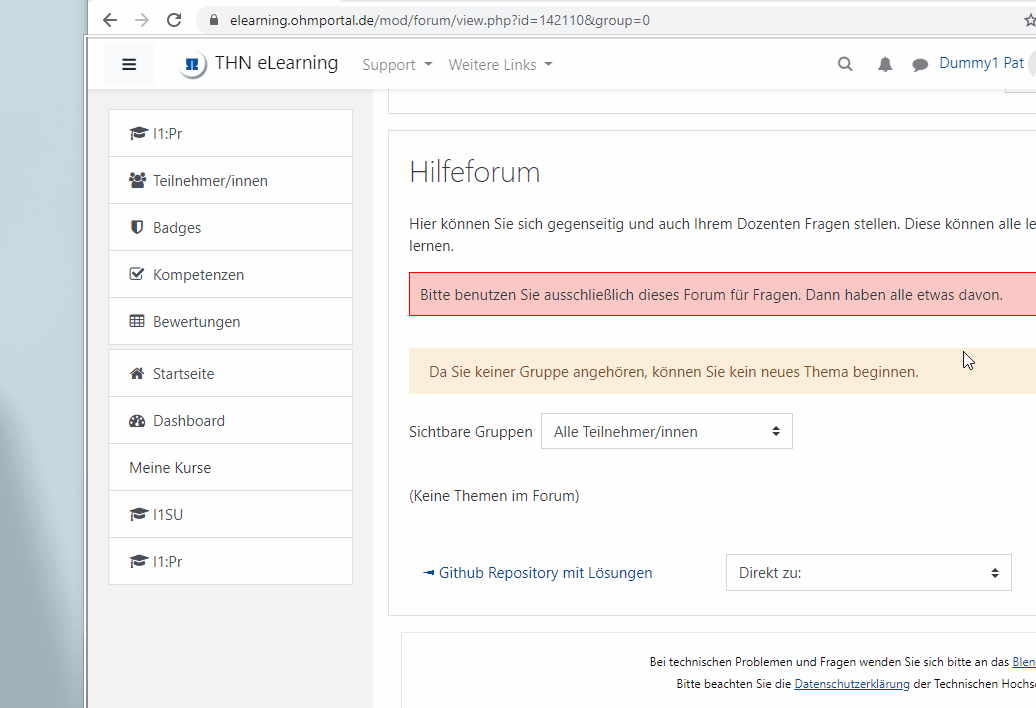 elearning.ohmportal.de/mod/forum/view.php?id=142110&group=0
THN eLearning Support Weitere Links Dummy1 Pat
I1:Pr
Teilnehmer/innen
Badges
Kompetenzen
Bewertungen
Startseite
Dashboard
Meine Kurse
I1SU
I1:Pr
Hilfeforum
Hier können Sie sich gegenseitig und auch Ihrem Dozenten Fragen stellen. Diese können alle le
lernen.
Bitte benutzen Sie ausschließlich dieses Forum für Fragen. Dann haben alle etwas davon.
Da Sie keiner Gruppe angehören, können Sie kein neues Thema beginnen.
Sichtbare Gruppen Alle Teilnehmer/innen
(Keine Themen im Forum)
◄ Github Repository mit Lösungen Direkt zu:
Bei technischen Problemen und Fragen wenden Sie sich bitte an das Blen
Bitte beachten Sie die Datenschutzerklärung der Technischen Hochs